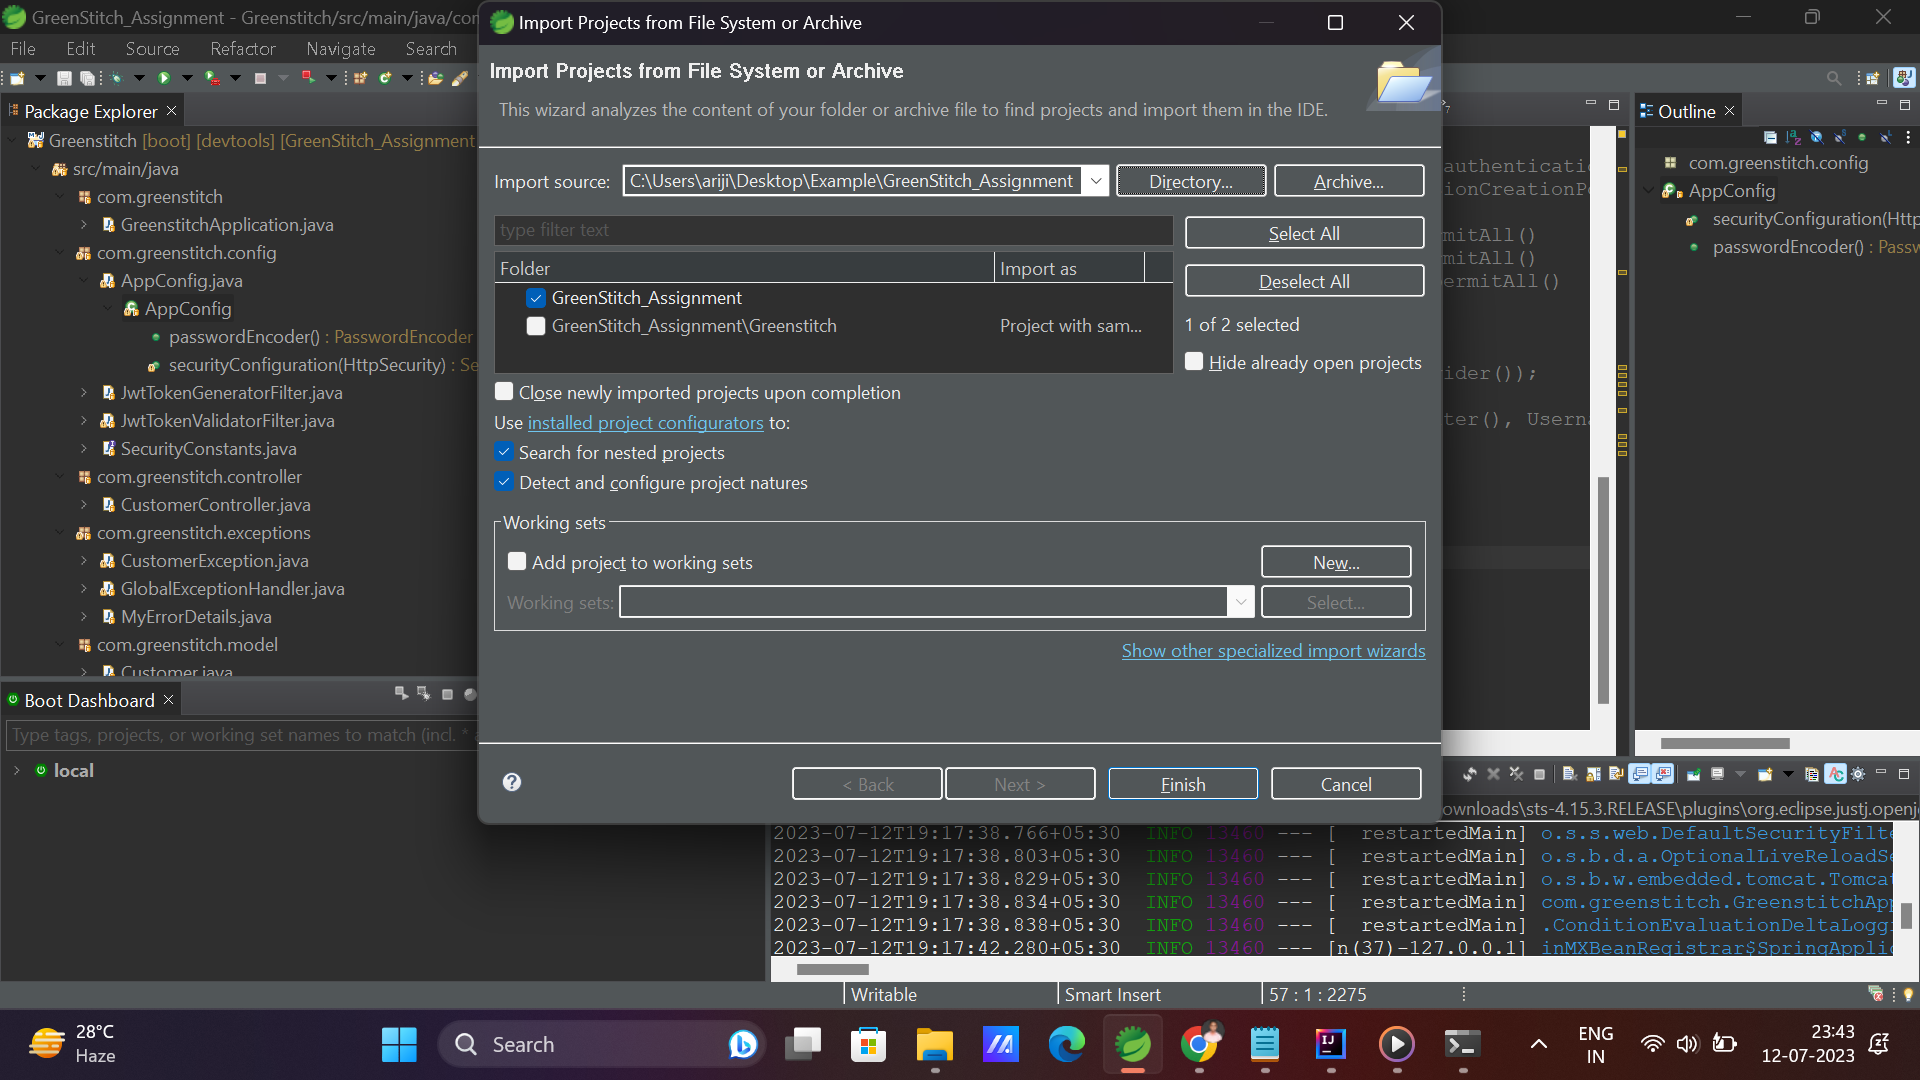 GreenStitch_Assignment - Greenstitch/src/main/java/com
File Edit Source Refactor Navigate Search
Package Explorer
Greenstitch [boot] [devtools] [GreenStitch_Assignment
src/main/java
com.greenstitch
GreenstitchApplication.java
com.greenstitch.config
AppConfig.java
AppConfig
passwordEncoder() : PasswordEncoder
securityConfiguration(HttpSecurity) : Se
JwtTokenGeneratorFilter.java
JwtTokenValidatorFilter.java
SecurityConstants.java
com.greenstitch.controller
CustomerController.java
com.greenstitch.exceptions
CustomerException.java
GlobalExceptionHandler.java
MyErrorDetails.java
com.greenstitch.model
Customer.java
Boot Dashboard
Type tags, projects, or working set names to match (incl. *
local
Import Projects from File System or Archive
Import Projects from File System or Archive
This wizard analyzes the content of your folder or archive file to find projects and import them in the IDE.
Import source: C:\Users\ariji\Desktop\Example\GreenStitch_Assignment Directory... Archive...
type filter text
Select All
Folder Import as
Deselect All
GreenStitch_Assignment
GreenStitch_Assignment\Greenstitch Project with sam...
1 of 2 selected
Hide already open projects
Close newly imported projects upon completion
Use installed project configurators to:
Search for nested projects
Detect and configure project natures
Working sets
Add project to working sets New...
Working sets: Select...
Show other specialized import wizards
< Back Next > Finish Cancel
authenticati
ionCreationPo
mitAll()
mitAll()
ermitAll()
ider());
ter(), Userna
Outline
com.greenstitch.config
AppConfig
securityConfiguration(Http
passwordEncoder() : Passw
ownloads\sts-4.15.3.RELEASE\plugins\org.eclipse.justj.openj
2023-07-12T19:17:38.766+05:30 INFO 13460 --- [ restartedMain] o.s.s.web.DefaultSecurityFilte
2023-07-12T19:17:38.803+05:30 INFO 13460 --- [ restartedMain] o.s.b.d.a.OptionalLiveReloadSe
2023-07-12T19:17:38.829+05:30 INFO 13460 --- [ restartedMain] o.s.b.w.embedded.tomcat.Tomcat
2023-07-12T19:17:38.834+05:30 INFO 13460 --- [ restartedMain] com.greenstitch.GreenstitchApp
2023-07-12T19:17:38.838+05:30 INFO 13460 --- [ restartedMain] .ConditionEvaluationDeltaLoggi
2023-07-12T19:17:42.280+05:30 INFO 13460 --- [n(37)-127.0.0.1] inMXBeanRegistrar$SpringApplic
Writable Smart Insert 57 : 1 : 2275
28°C
Haze
Search
ENG
IN
23:43
12-07-2023